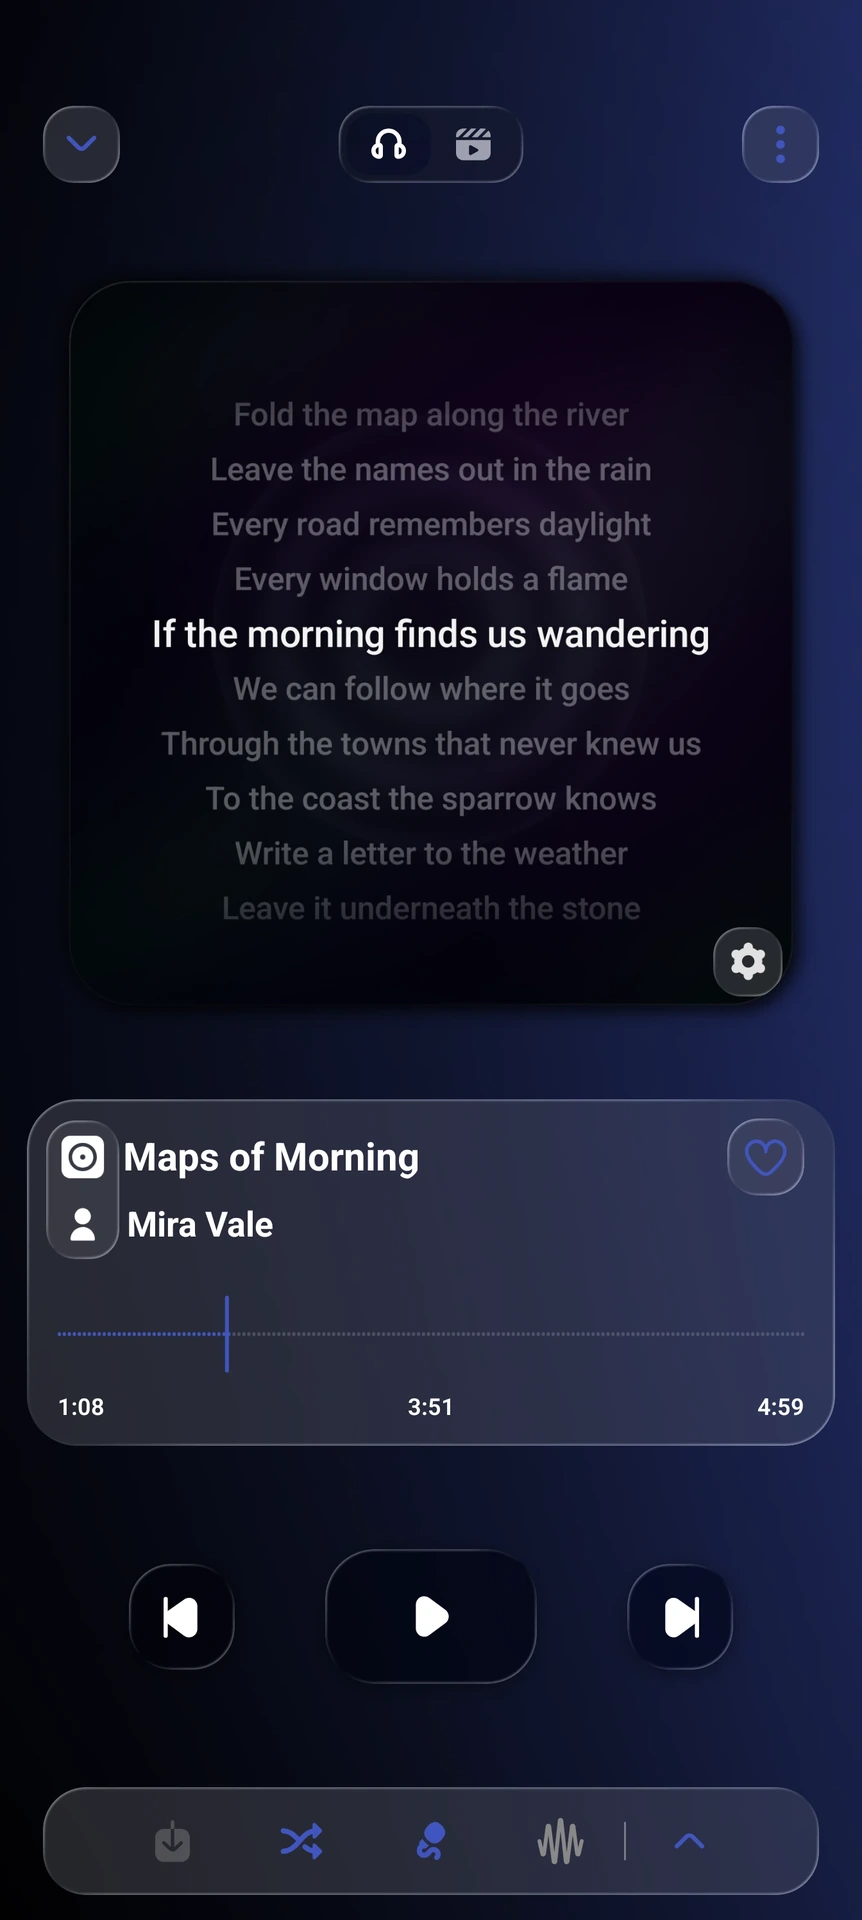 Fold the map along the river
Leave the names out in the rain
Every road remembers daylight
Every window holds a flame
If the morning finds us wandering
We can follow where it goes
Through the towns that never knew us
To the coast the sparrow knows
Write a letter to the weather
Leave it underneath the stone
Maps of Morning
Mira Vale
1:08 3:51 4:59